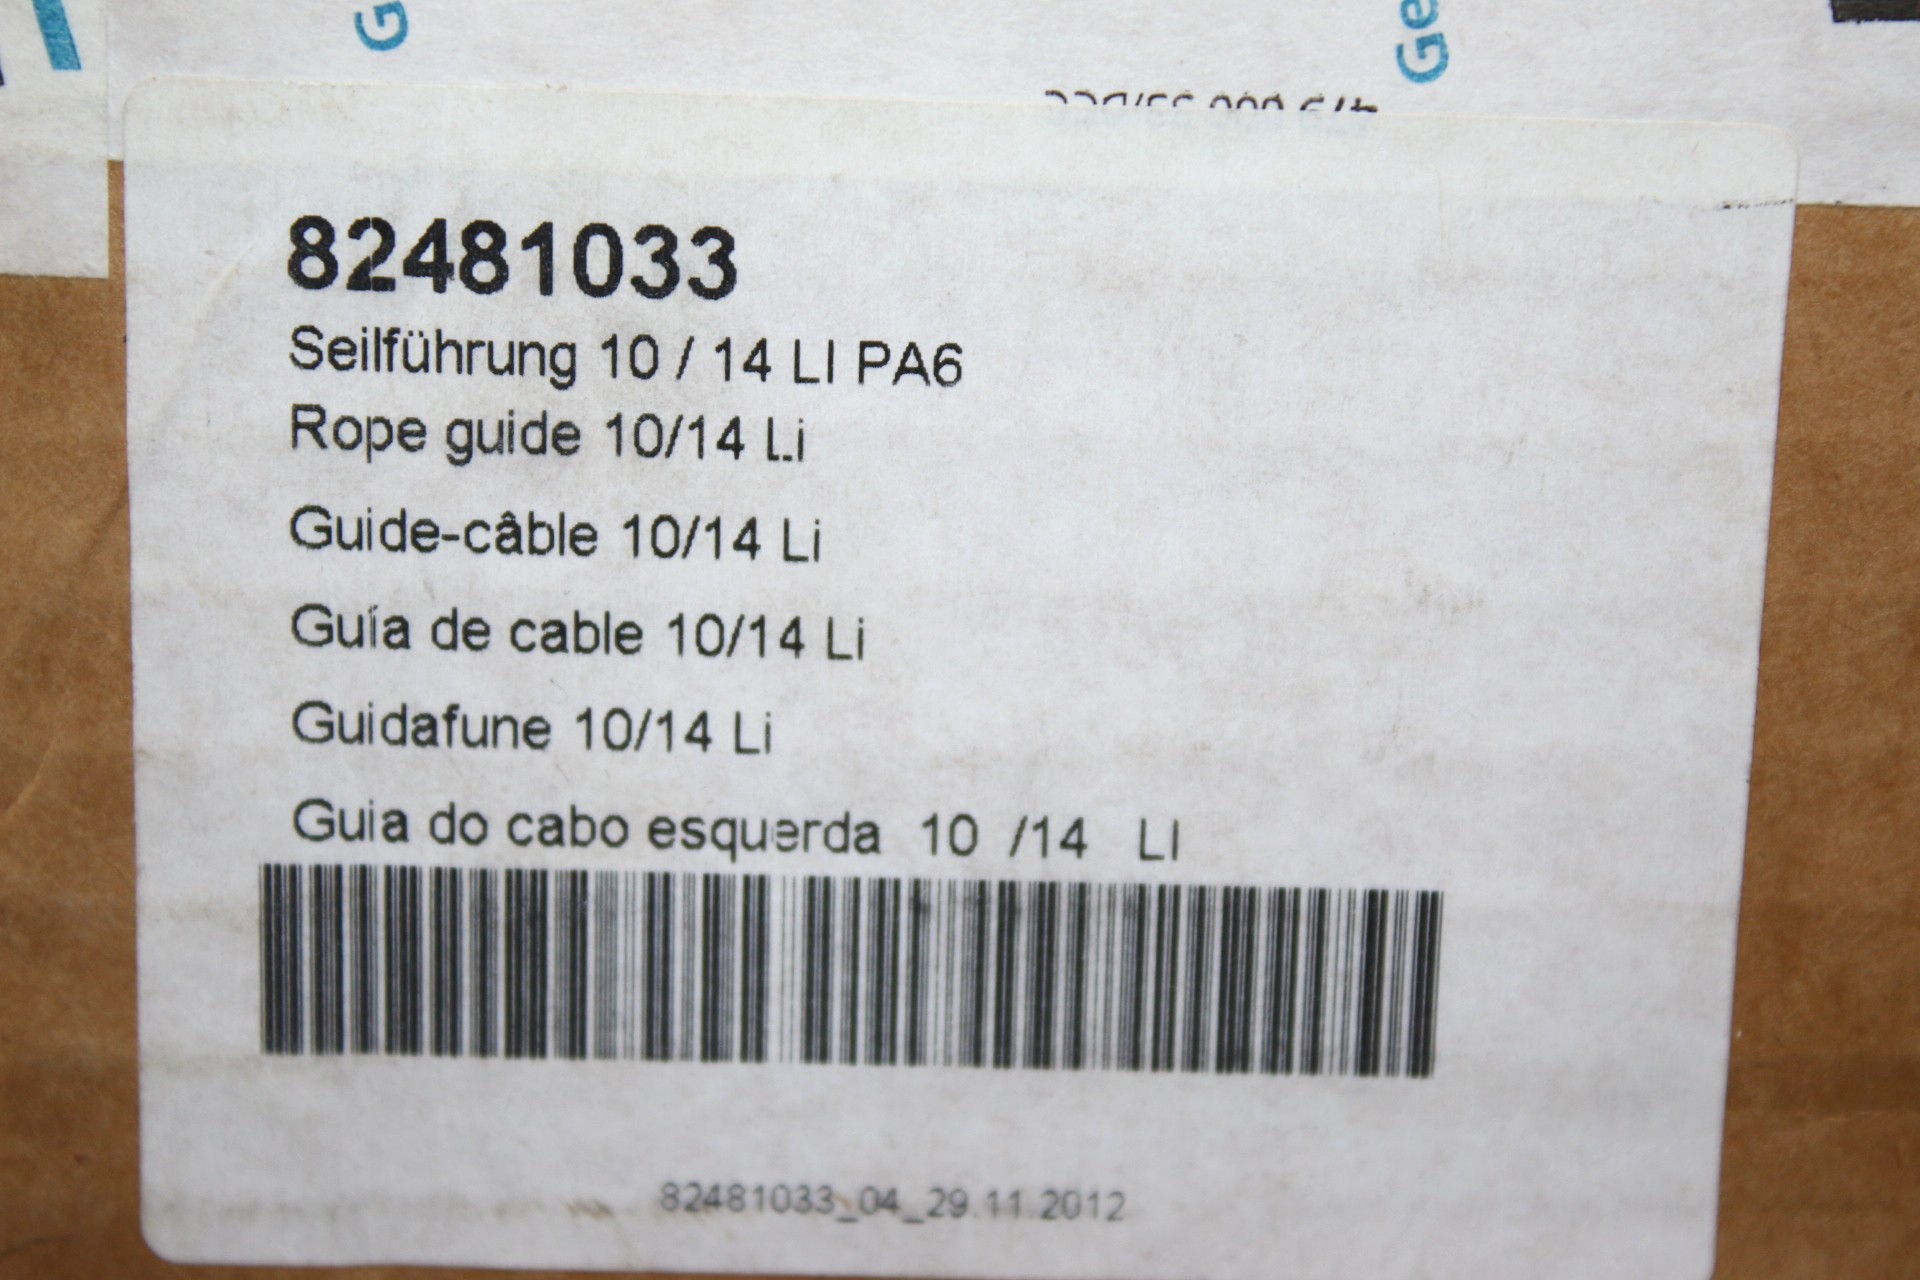 82481033
Seilführung 10 / 14 LI PA6
Rope guide 10/14 Li
Guide-câble 10/14 Li
Guía de cable 10/14 Li
Guidafune 10/14 Li
Guia do cabo esquerda 10 /14 LI
82481033_04_29.11.2012